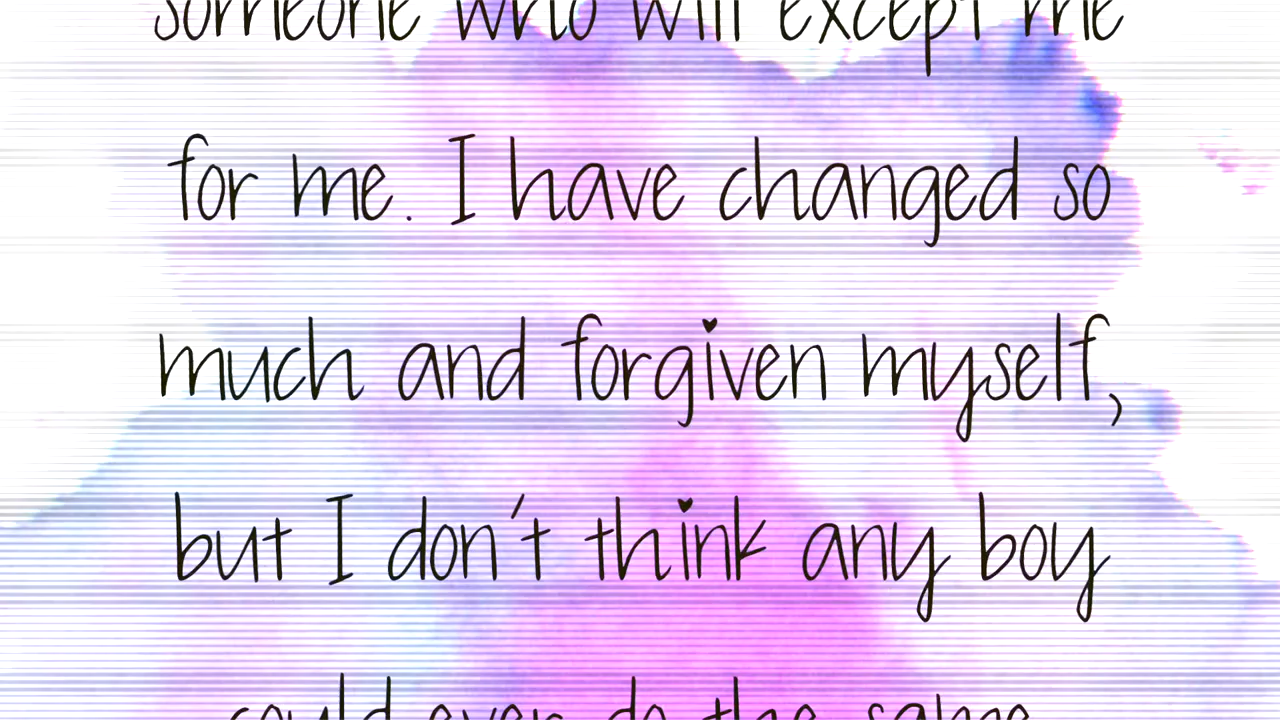 someone who will except me
for me. I have changed so
much and forgiven myself,
but I don't think any boy
could ever do the same